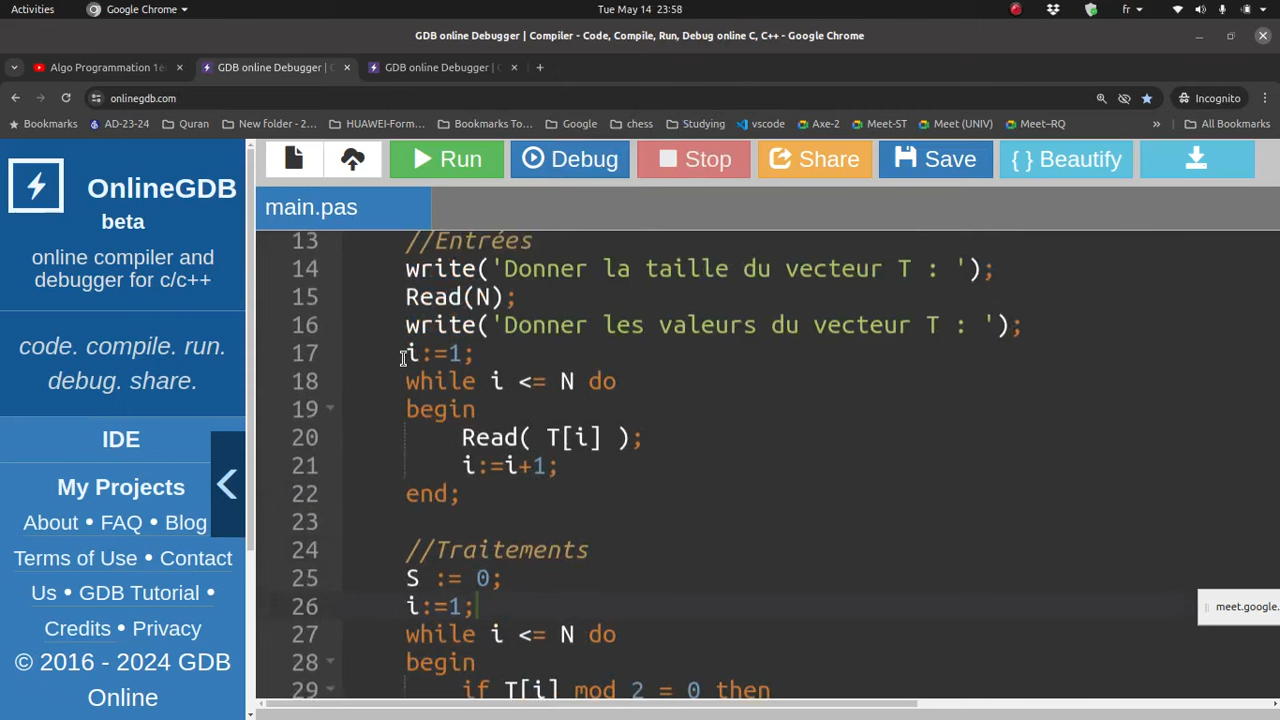 Activities Google Chrome Tue May 14 23:58 fr
GDB online Debugger | Compiler - Code, Compile, Run, Debug online C, C++ - Google Chrome
Algo Programmation 1è GDB online Debugger | C GDB online Debugger | C
onlinegdb.com Incognito
Bookmarks AD-23-24 Quran New folder - 2... HUAWEI-Form... Bookmarks To... Google chess Studying vscode Axe-2 Meet-ST Meet (UNIV) Meet–RQ » All Bookmarks
OnlineGDB
beta
online compiler and
debugger for c/c++
code. compile. run.
debug. share.
IDE
My Projects
About • FAQ • Blog
Terms of Use • Contact
Us • GDB Tutorial •
Credits • Privacy
© 2016 - 2024 GDB
Online
Run Debug Stop Share Save { } Beautify
main.pas
13 //Entrées
14 write('Donner la taille du vecteur T : ');
15 Read(N);
16 write('Donner les valeurs du vecteur T : ');
17 i:=1;
18 while i <= N do
19 begin
20 Read( T[i] );
21 i:=i+1;
22 end;
23
24 //Traitements
25 S := 0;
26 i:=1;
27 while i <= N do
28 begin
29 if T[i] mod 2 = 0 then
meet.google.